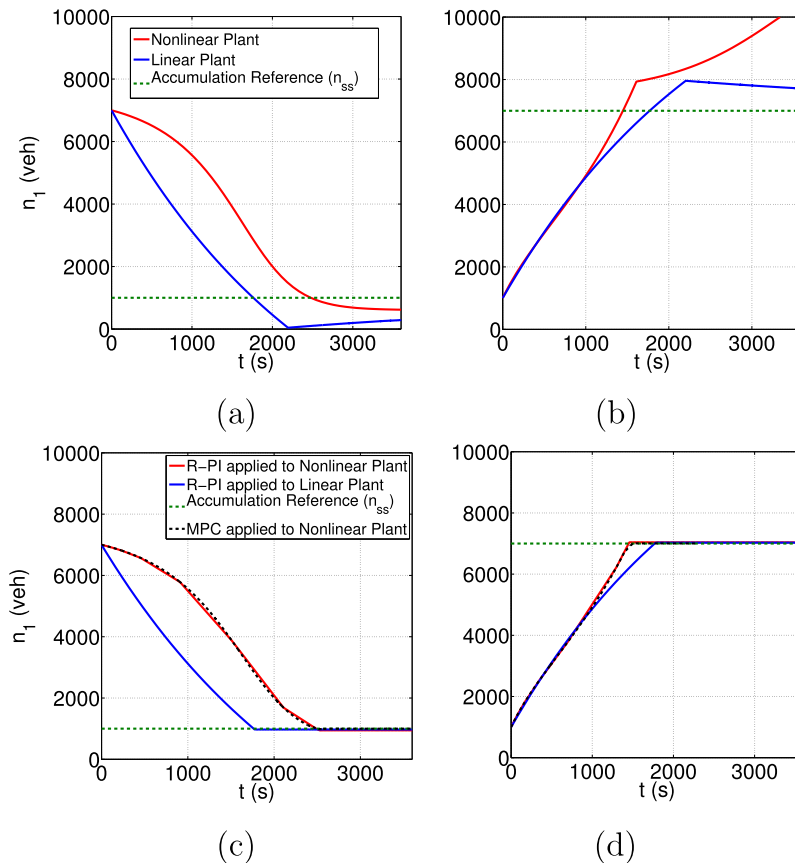 10000
8000
6000
4000
2000
0
n1 (veh)
Nonlinear Plant
Linear Plant
Accumulation Reference (nss)
0
1000
2000
3000
t (s)
(a)
10000
8000
6000
4000
2000
0
0
1000
2000
3000
t (s)
(b)
10000
8000
6000
4000
2000
0
n1 (veh)
R−PI applied to Nonlinear Plant
R−PI applied to Linear Plant
Accumulation Reference (nss)
MPC applied to Nonlinear Plant
0
1000
2000
3000
t (s)
(c)
10000
8000
6000
4000
2000
0
0
1000
2000
3000
t (s)
(d)